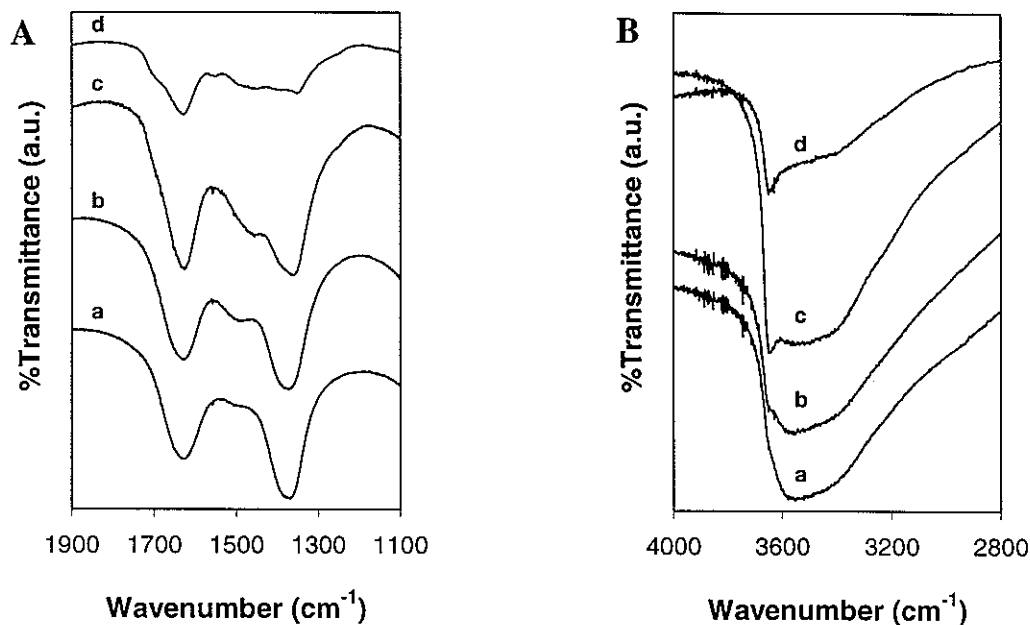 A
%Transmittance (a.u.)
d
c
b
a
1900 1700 1500 1300 1100
Wavenumber (cm⁻¹)
B
%Transmittance (a.u.)
d
c
b
a
4000 3600 3200 2800
Wavenumber (cm⁻¹)